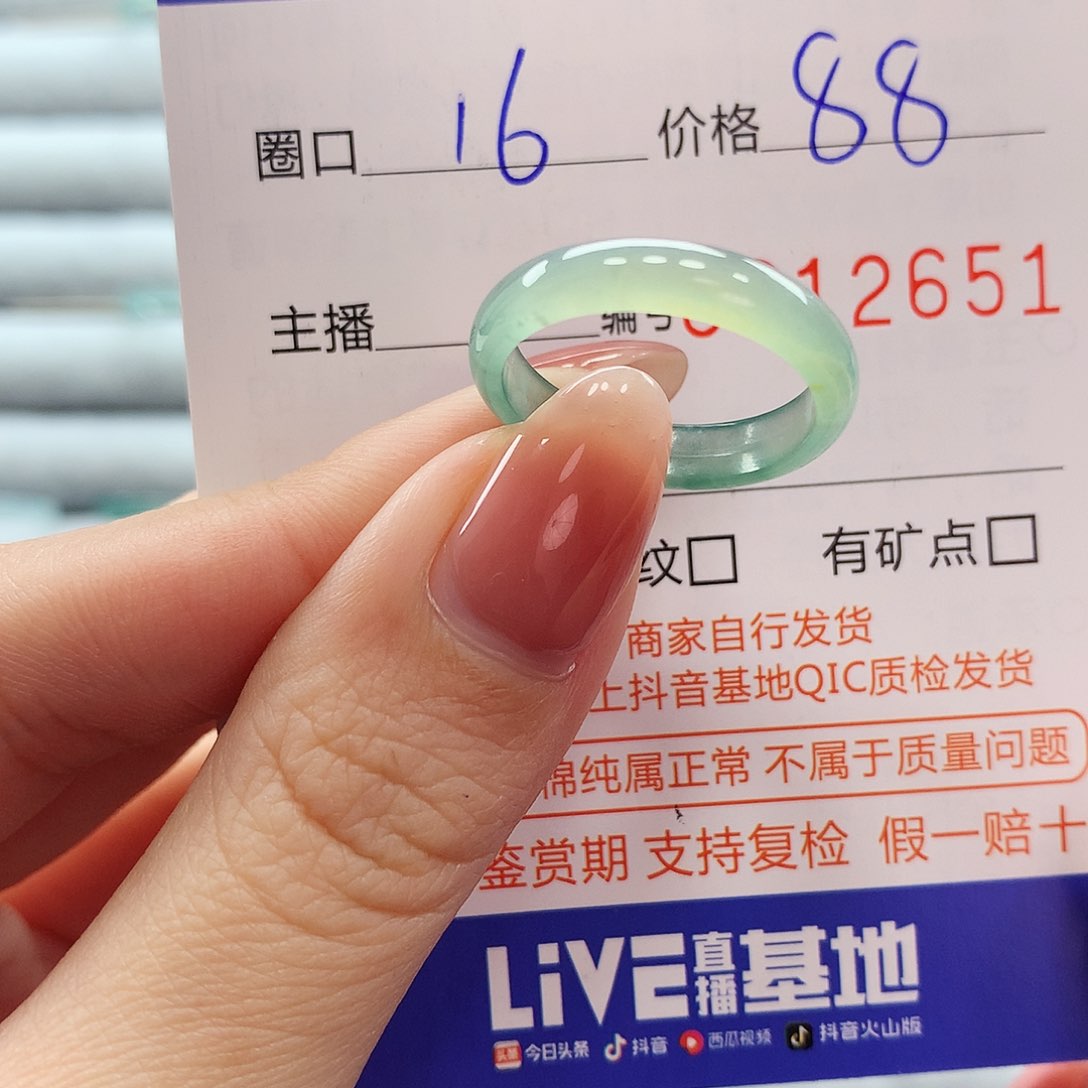 圈口 16 价格 88
主播 编号 12651
纹□ 有矿点□
商家自行发货
上抖音基地QIC质检发货
棉纯属正常 不属于质量问题
鉴赏期 支持复检 假一赔十
LiVE直播基地
头条 今日头条 抖音 西瓜视频 抖音火山版